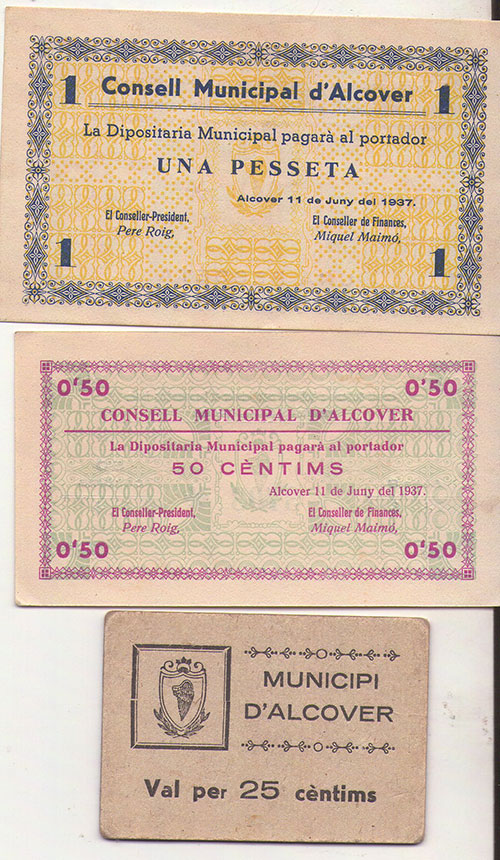 1 Consell Municipal d'Alcover 1
La Dipositaria Municipal pagarà al portador
UNA PESSETA
Alcover 11 de Juny del 1937.
El Conseller-President, El Conseller de Finances,
Pere Roig, Miquel Maimó,
1 1
0'50 0'50
CONSELL MUNICIPAL D'ALCOVER
La Dipositaria Municipal pagarà al portador
50 CÈNTIMS
Alcover 11 de Juny del 1937.
El Conseller-President, El Conseller de Finances,
Pere Roig, Miquel Maimó,
0'50 0'50
MUNICIPI
D'ALCOVER
Val per 25 cèntims